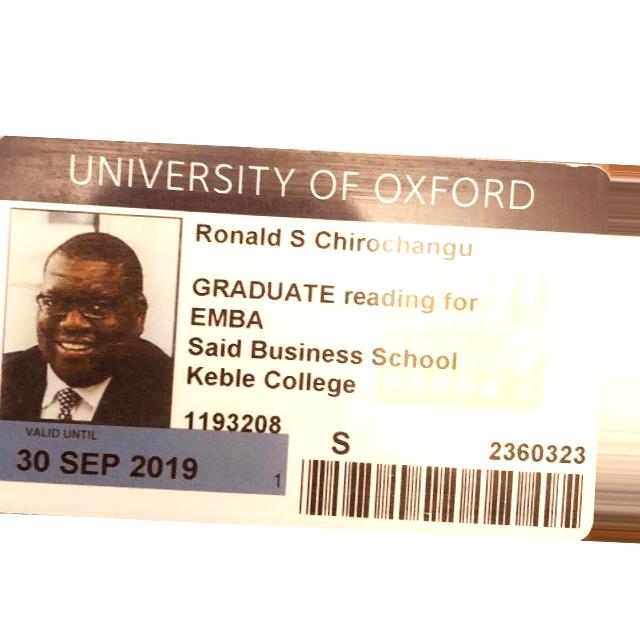 UNIVERSITY OF OXFORD
Ronald S Chirochangu
GRADUATE reading for
EMBA
Said Business School
Keble College
1193208
VALID UNTIL
30 SEP 2019
1
S
2360323